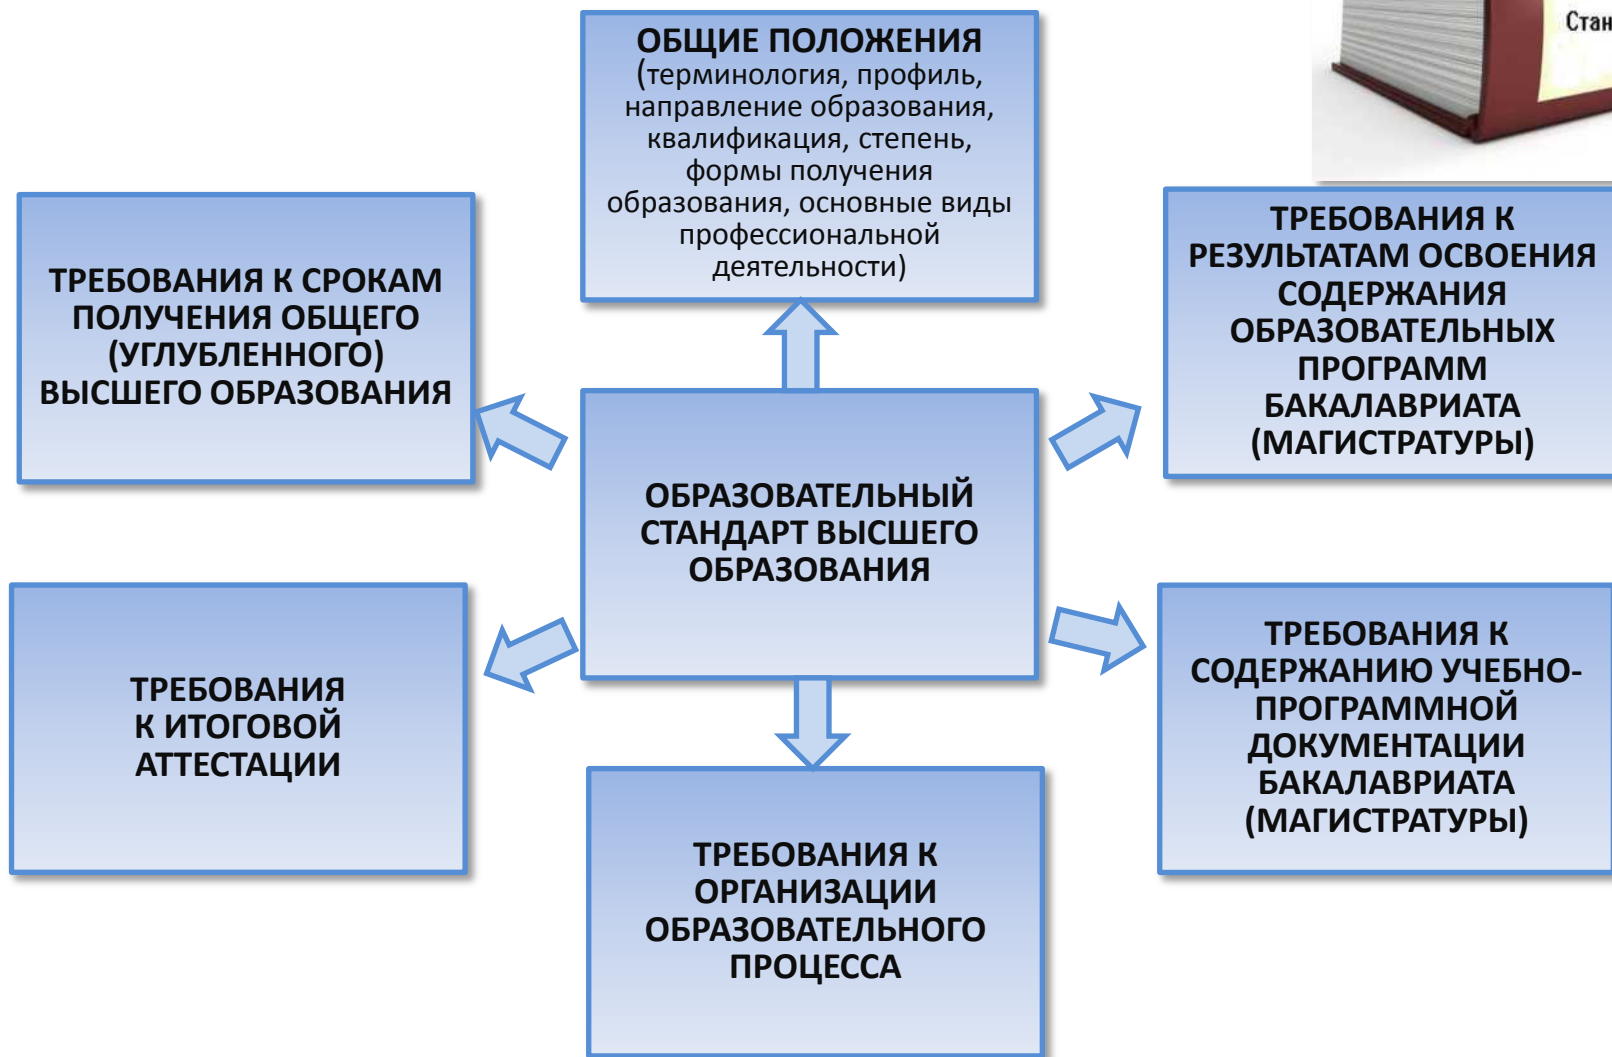 Стан
ОБЩИЕ ПОЛОЖЕНИЯ
(терминология, профиль,
направление образования,
квалификация, степень,
формы получения
образования, основные виды
профессиональной
деятельности)
ТРЕБОВАНИЯ К СРОКАМ
ПОЛУЧЕНИЯ ОБЩЕГО
(УГЛУБЛЕННОГО)
ВЫСШЕГО ОБРАЗОВАНИЯ
ТРЕБОВАНИЯ К
РЕЗУЛЬТАТАМ ОСВОЕНИЯ
СОДЕРЖАНИЯ
ОБРАЗОВАТЕЛЬНЫХ
ПРОГРАММ
БАКАЛАВРИАТА
(МАГИСТРАТУРЫ)
ОБРАЗОВАТЕЛЬНЫЙ
СТАНДАРТ ВЫСШЕГО
ОБРАЗОВАНИЯ
ТРЕБОВАНИЯ
К ИТОГОВОЙ
АТТЕСТАЦИИ
ТРЕБОВАНИЯ К
СОДЕРЖАНИЮ УЧЕБНО-
ПРОГРАММНОЙ
ДОКУМЕНТАЦИИ
БАКАЛАВРИАТА
(МАГИСТРАТУРЫ)
ТРЕБОВАНИЯ К
ОРГАНИЗАЦИИ
ОБРАЗОВАТЕЛЬНОГО
ПРОЦЕССА